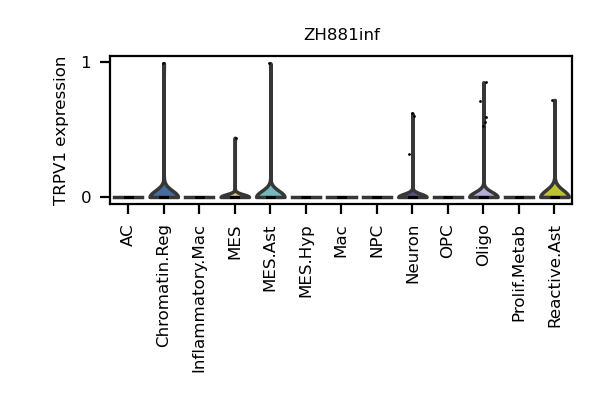 ZH881inf
TRPV1 expression
1
0
AC
Chromatin.Reg
Inflammatory.Mac
MES
MES.Ast
MES.Hyp
Mac
NPC
Neuron
OPC
Oligo
Prolif.Metab
Reactive.Ast